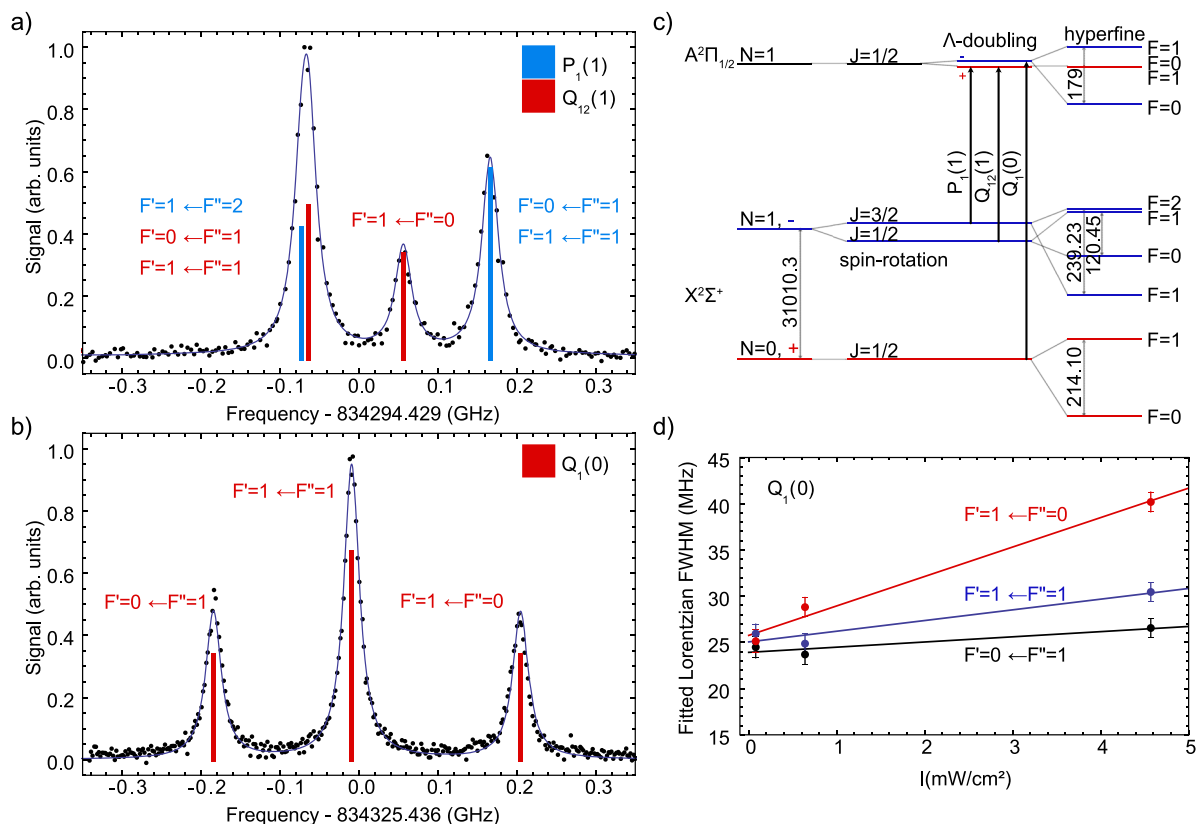 a)
P₁(1)
Q₁₂(1)
F'=1 ←F"=2
F'=0 ←F"=1
F'=1 ←F"=1
F'=1 ←F"=0
F'=0 ←F"=1
F'=1 ←F"=1
Signal (arb. units)
1.0
0.8
0.6
0.4
0.2
0.0
-0.3 -0.2 -0.1 0.0 0.1 0.2 0.3
Frequency - 834294.429 (GHz)
b)
Q₁(0)
F'=1 ←F"=1
F'=0 ←F"=1
F'=1 ←F"=0
Signal (arb. units)
1.0
0.8
0.6
0.4
0.2
0.0
-0.3 -0.2 -0.1 0.0 0.1 0.2 0.3
Frequency - 834325.436 (GHz)
c)
Λ-doubling
hyperfine
A²Π₁/₂ N=1
J=1/2
-
+
F=1
F=0
F=1
F=0
179
P₁(1)
Q₁₂(1)
Q₁(0)
N=1, -
J=3/2
J=1/2
spin-rotation
F=2
F=1
F=0
F=1
239.23
120.45
X²Σ⁺
31010.3
N=0, +
J=1/2
F=1
214.10
F=0
d)
Q₁(0)
F'=1 ←F"=0
F'=1 ←F"=1
F'=0 ←F"=1
Fitted Lorentzian FWHM (MHz)
45
40
35
30
25
20
15
0 1 2 3 4 5
I(mW/cm²)